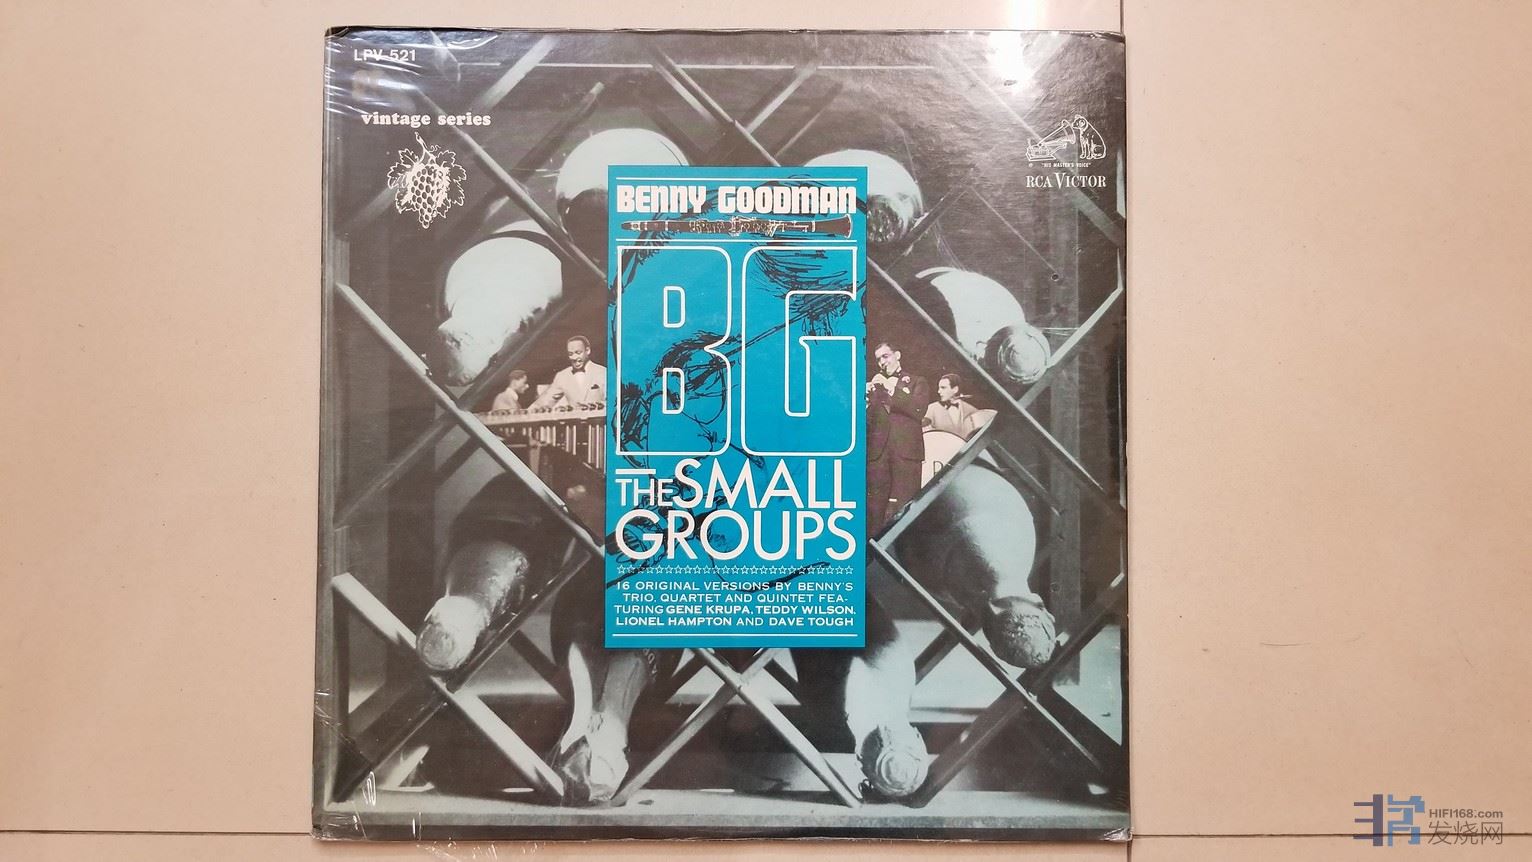 LPV-521
vintage series
"HIS MASTER'S VOICE"
RCA VICTOR
BENNY GOODMAN
BG
THE SMALL
GROUPS
16 ORIGINAL VERSIONS BY BENNY'S
TRIO, QUARTET AND QUINTET FEA-
TURING GENE KRUPA, TEDDY WILSON,
LIONEL HAMPTON AND DAVE TOUGH
HIFI168.com
发烧网